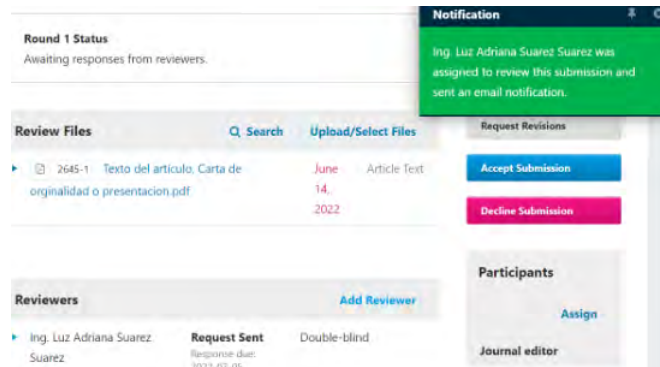 Notification
Ing. Luz Adriana Suarez Suarez was
assigned to review this submission and
sent an email notification.
Round 1 Status
Awaiting responses from reviewers.
Review Files
Search
Upload/Select Files
2645-1 Texto del artículo, Carta de
orginalidad o presentacion.pdf
June
14,
2022
Article Text
Request Revisions
Accept Submission
Decline Submission
Participants
Assign
Journal editor
Reviewers
Add Reviewer
Ing. Luz Adriana Suarez
Suarez
Request Sent
Response due:
Double-blind